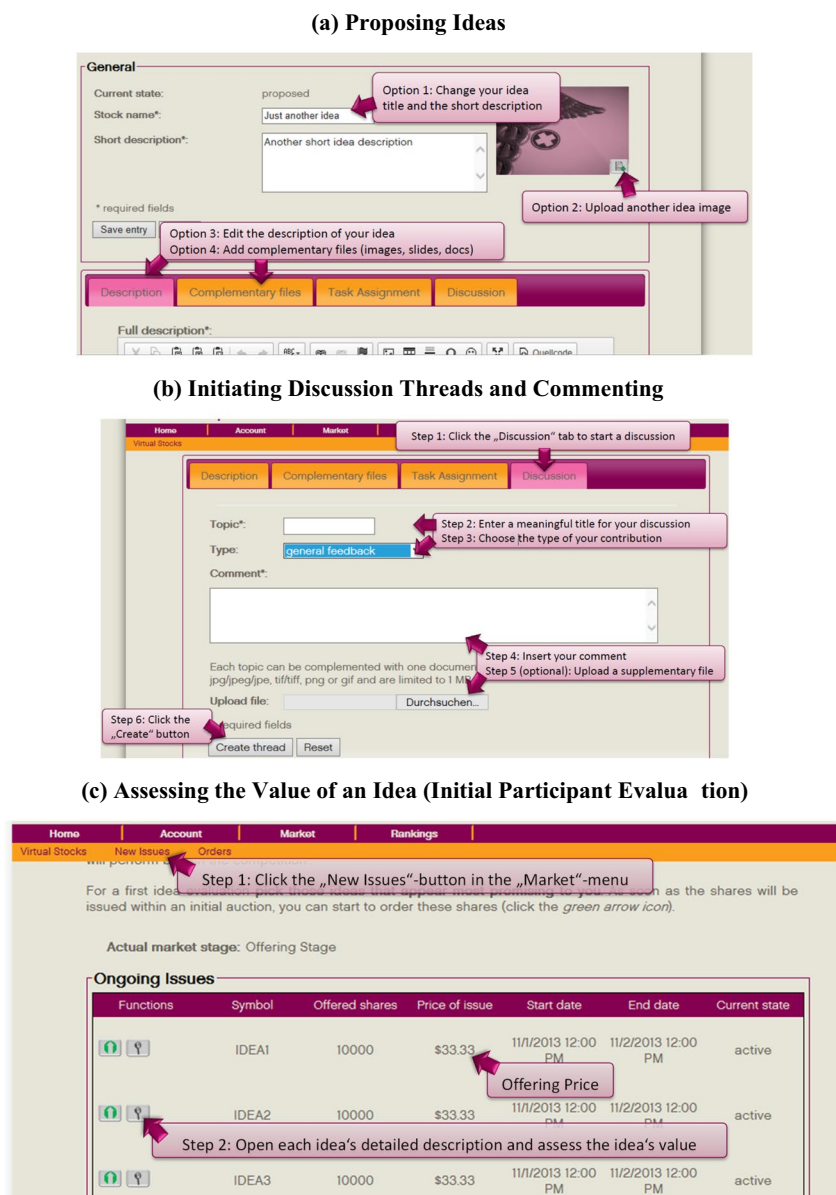 (a) Proposing Ideas
General
Current state: proposed
Option 1: Change your idea
title and the short description
Stock name*: Just another idea
Short description*: Another short idea description
Option 2: Upload another idea image
* required fields
Save entry
Option 3: Edit the description of your idea
Option 4: Add complementary files (images, slides, docs)
Description Complementary files Task Assignment Discussion
Full description*:
Quellcode
(b) Initiating Discussion Threads and Commenting
Home Account Market
Virtual Stocks
Step 1: Click the „Discussion“ tab to start a discussion
Description Complementary files Task Assignment Discussion
Topic*:
Step 2: Enter a meaningful title for your discussion
Step 3: Choose the type of your contribution
Type: general feedback
Comment*:
Step 4: Insert your comment
Step 5 (optional): Upload a supplementary file
Each topic can be complemented with one documen
jpg/jpeg/jpe, tif/tiff, png or gif and are limited to 1 MB
Upload file: Durchsuchen...
Step 6: Click the
„Create“ button
required fields
Create thread Reset
(c) Assessing the Value of an Idea (Initial Participant Evalua tion)
Home Account Market Rankings
Virtual Stocks New Issues Orders
will perform
Step 1: Click the „New Issues“-button in the „Market“-menu
For a first idea evaluation pick those ideas that appear most promising to you. As soon as the shares will be
issued within an initial auction, you can start to order these shares (click the green arrow icon).
Actual market stage: Offering Stage
Ongoing Issues
Functions Symbol Offered shares Price of issue Start date End date Current state
IDEA1 10000 $33.33 11/1/2013 12:00 PM 11/2/2013 12:00 PM active
Offering Price
IDEA2 10000 $33.33 11/1/2013 12:00 PM 11/2/2013 12:00 PM active
Step 2: Open each idea‘s detailed description and assess the idea‘s value
IDEA3 10000 $33.33 11/1/2013 12:00 PM 11/2/2013 12:00 PM active